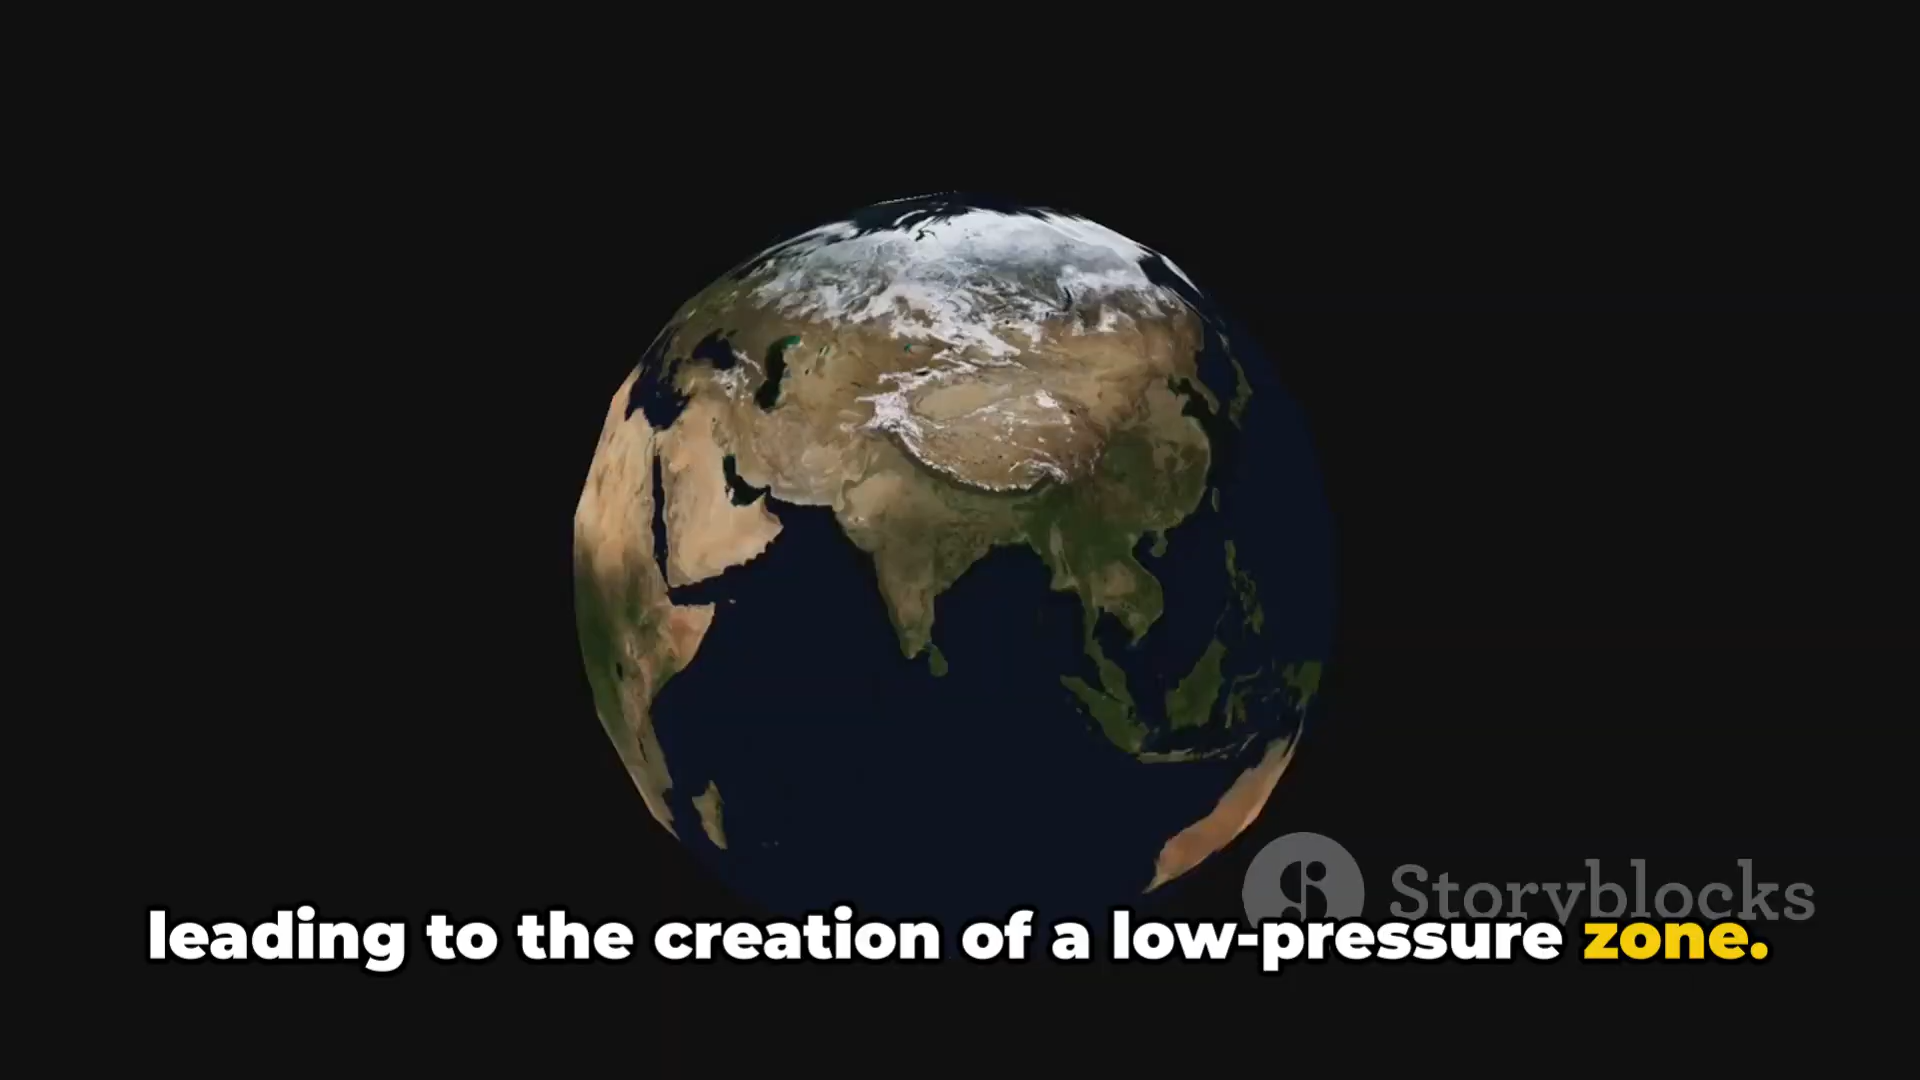 Storyblocks
leading to the creation of a low-pressure zone.